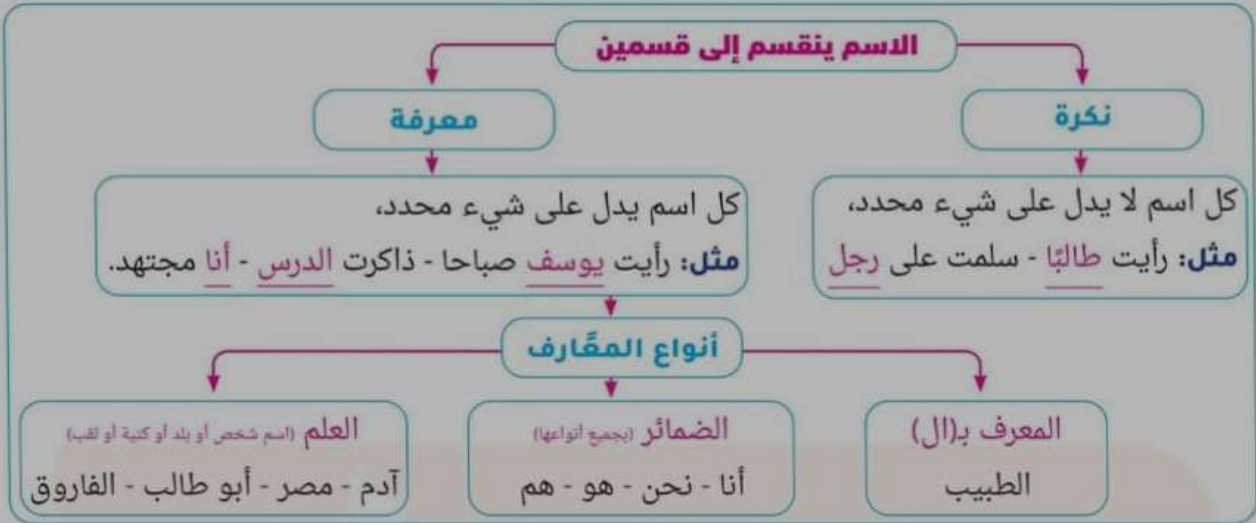 الاسم ينقسم إلى قسمين
نكرة
معرفة
كل اسم لا يدل على شيء محدد،
مثل: رأيت طالبًا - سلمت على رجل
كل اسم يدل على شيء محدد،
مثل: رأيت يوسف صباحا - ذاكرت الدرس - أنا مجتهد.
أنواع المعَارف
المعرف بـ(ال)
الطبيب
الضمائر (بجميع أنواعها)
أنا - نحن - هو - هم
العلم (اسم شخص أو بلد أو كنية أو لقب)
آدم - مصر - أبو طالب - الفاروق